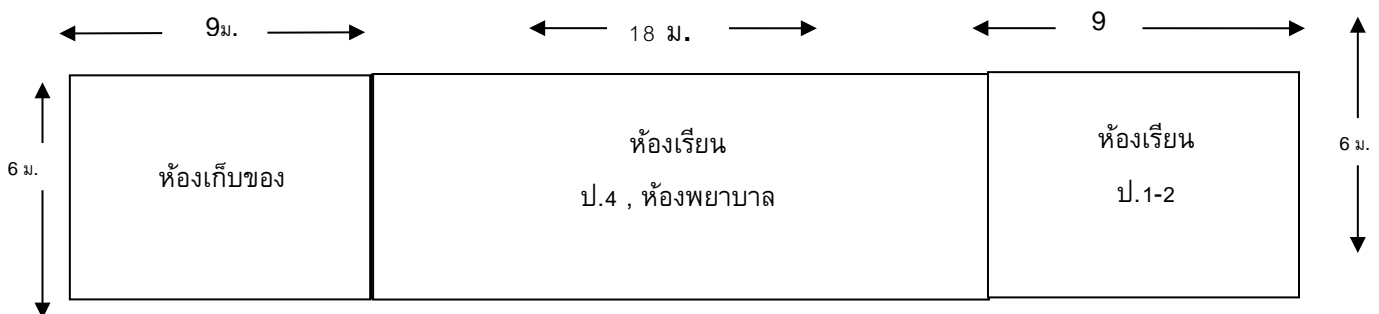 9ม.
18 ม.
9
6 ม.
ห้องเก็บของ
ห้องเรียน
ป.4 , ห้องพยาบาล
ห้องเรียน
ป.1-2
6 ม.